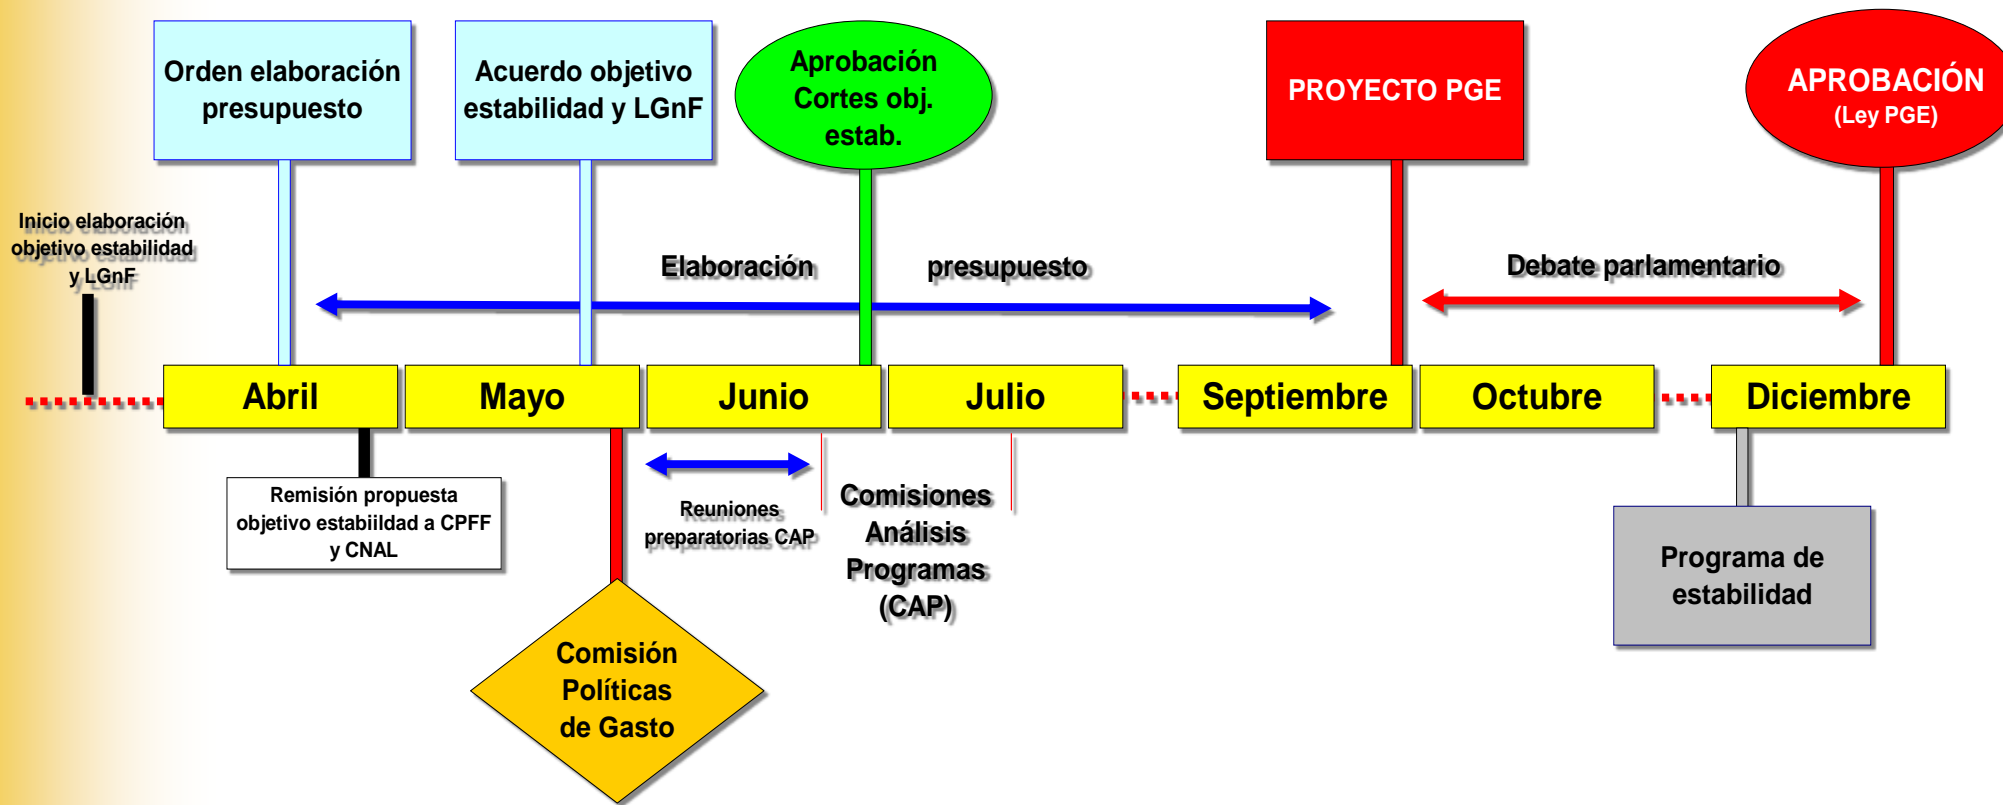 Orden elaboración
presupuesto
Acuerdo objetivo
estabilidad y LGnF
Aprobación
Cortes obj.
estab.
PROYECTO PGE
APROBACIÓN
(Ley PGE)
Inicio elaboración
objetivo estabilidad
y LGnF
Elaboración presupuesto
Debate parlamentario
Abril
Mayo
Junio
Julio
Septiembre
Octubre
Diciembre
Remisión propuesta
objetivo estabiildad a CPFF
y CNAL
Reuniones
preparatorias CAP
Comisiones
Análisis
Programas
(CAP)
Comisión
Políticas
de Gasto
Programa de
estabilidad